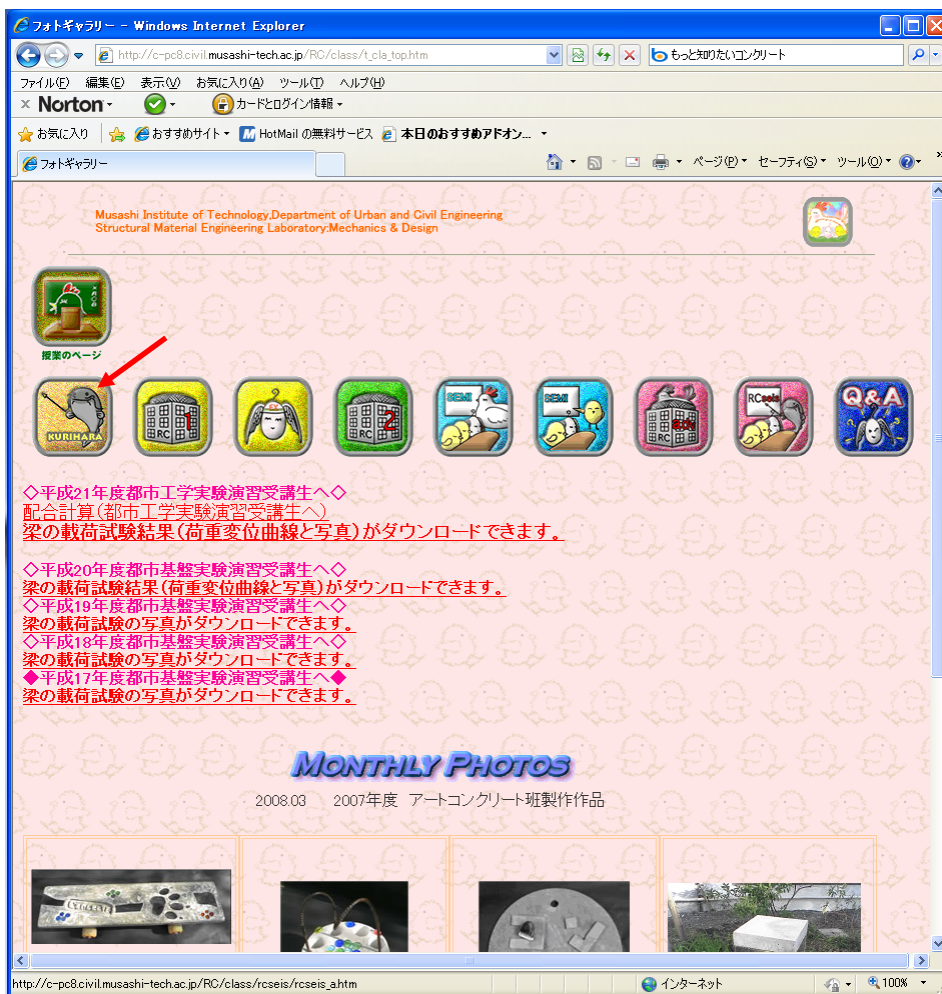 フォトギャラリー - Windows Internet Explorer
http://c-pc8.civil.musashi-tech.ac.jp/RC/class/t_cla_top.htm
もっと知りたいコンクリート
ファイル(F) 編集(E) 表示(V) お気に入り(A) ツール(T) ヘルプ(H)
× Norton カードとログイン情報
お気に入り おすすめサイト HotMail の無料サービス 本日のおすすめアドオン...
フォトギャラリー ページ(P) セーフティ(S) ツール(O) »
Musashi Institute of Technology,Department of Urban and Civil Engineering
Structural Material Engineering Laboratory:Mechanics & Design
授業のページ
KURIHARA RC 1 RC 2 SEMI SEMI RC RCseis Q&A
◇平成21年度都市工学実験演習受講生へ◇
配合計算(都市工学実験演習受講生へ)
梁の載荷試験結果(荷重変位曲線と写真)がダウンロードできます。
◇平成20年度都市基盤実験演習受講生へ◇
梁の載荷試験結果(荷重変位曲線と写真)がダウンロードできます。
◇平成19年度都市基盤実験演習受講生へ◇
梁の載荷試験の写真がダウンロードできます。
◇平成18年度都市基盤実験演習受講生へ◇
梁の載荷試験の写真がダウンロードできます。
◆平成17年度都市基盤実験演習受講生へ◆
梁の載荷試験の写真がダウンロードできます。
MONTHLY PHOTOS
2008.03 2007年度 アートコンクリート班製作作品
http://c-pc8.civil.musashi-tech.ac.jp/RC/class/rcseis/rcseis_a.htm インターネット 100%